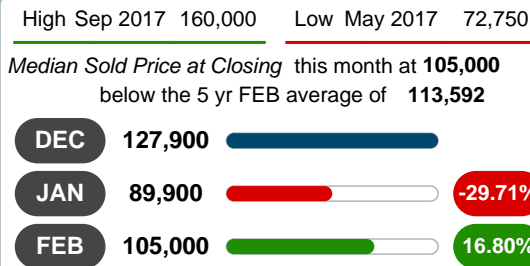 High Sep 2017 160,000 Low May 2017 72,750
Median Sold Price at Closing this month at 105,000
below the 5 yr FEB average of 113,592
DEC 127,900
JAN 89,900 -29.71%
FEB 105,000 16.80%